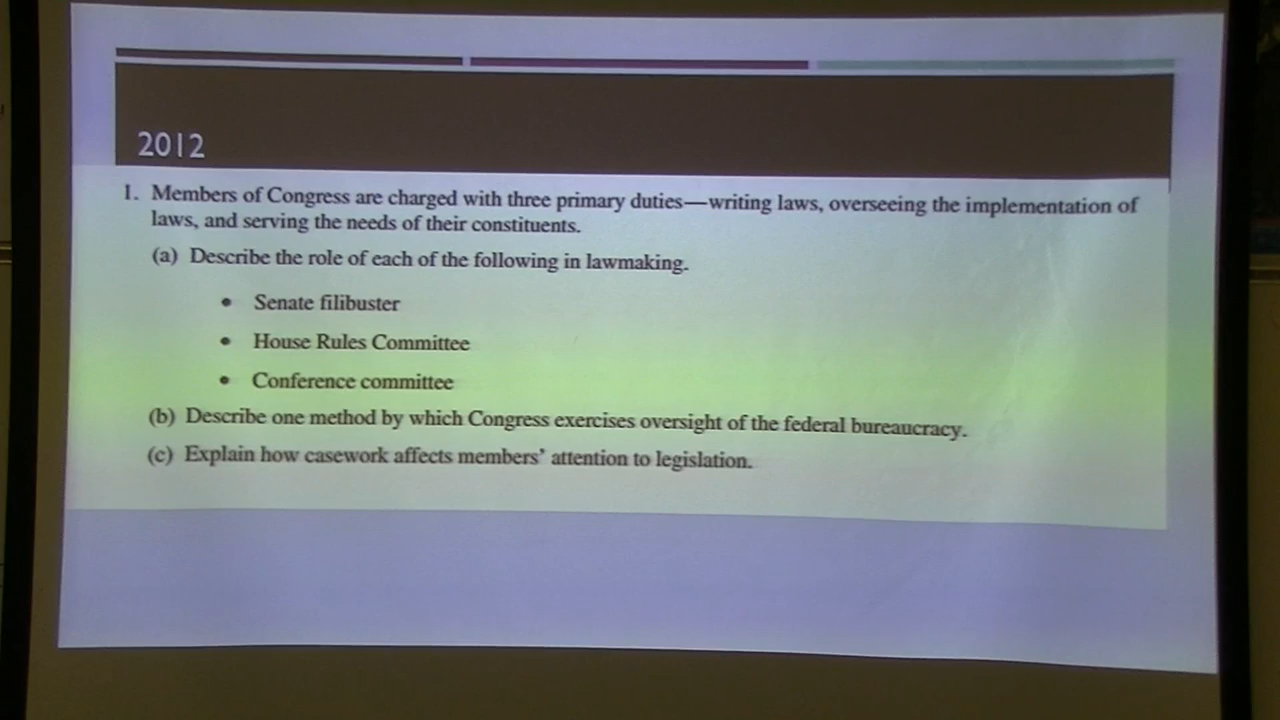 2012
1. Members of Congress are charged with three primary duties—writing laws, overseeing the implementation of
laws, and serving the needs of their constituents.
(a) Describe the role of each of the following in lawmaking.
• Senate filibuster
• House Rules Committee
• Conference committee
(b) Describe one method by which Congress exercises oversight of the federal bureaucracy.
(c) Explain how casework affects members’ attention to legislation.